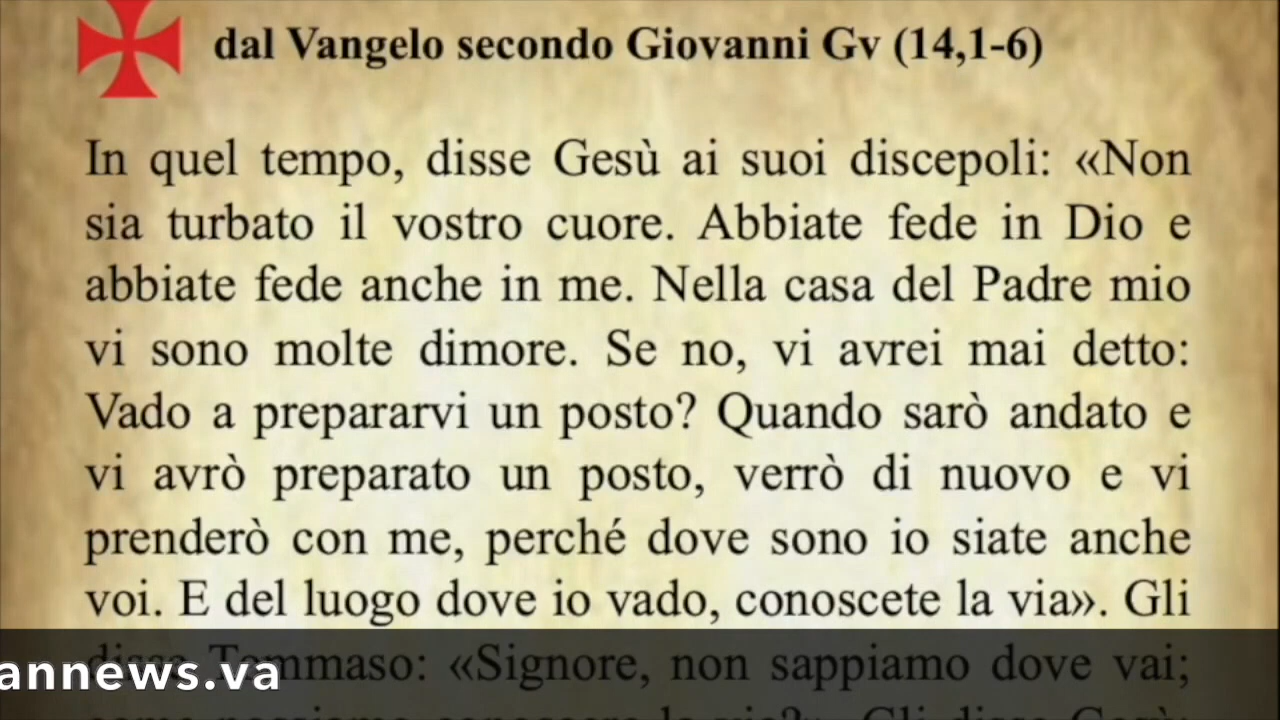 dal Vangelo secondo Giovanni Gv (14,1-6)
In quel tempo, disse Gesù ai suoi discepoli: «Non
sia turbato il vostro cuore. Abbiate fede in Dio e
abbiate fede anche in me. Nella casa del Padre mio
vi sono molte dimore. Se no, vi avrei mai detto:
Vado a prepararvi un posto? Quando sarò andato e
vi avrò preparato un posto, verrò di nuovo e vi
prenderò con me, perché dove sono io siate anche
voi. E del luogo dove io vado, conoscete la via». Gli
disse Tommaso: «Signore, non sappiamo dove vai;
annews.va